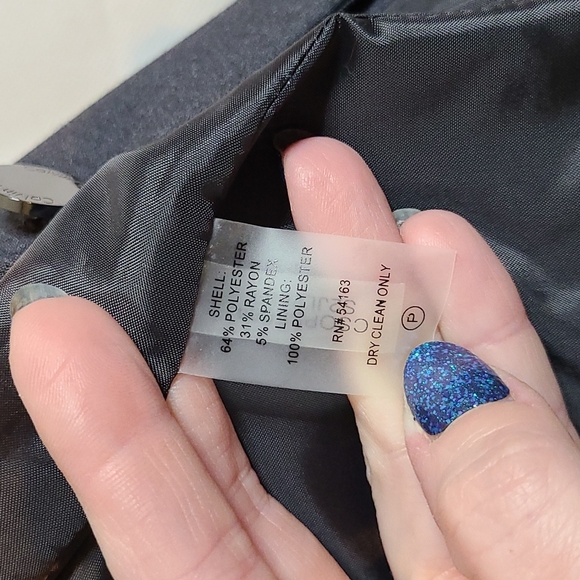 SHELL:
64% POLYESTER
31% RAYON
5% SPANDEX
LINING:
100% POLYESTER
RN# 54163
DRY CLEAN ONLY
P